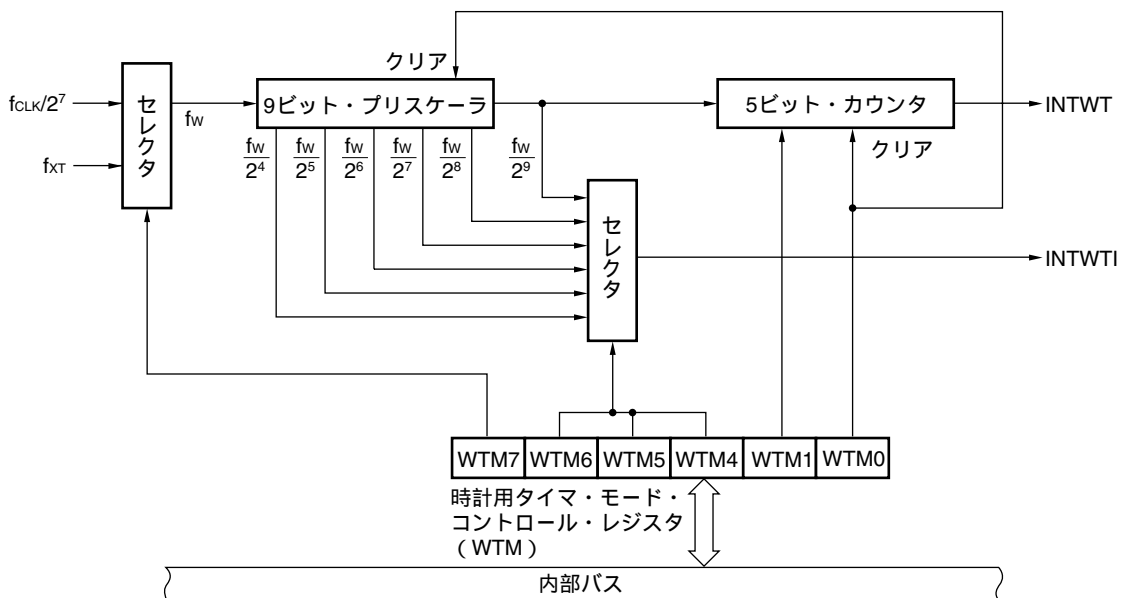 クリア
fCLK/2⁷
セレクタ
fW
9ビット・プリスケーラ
5ビット・カウンタ
INTWT
fXT
fW/2⁴
fW/2⁵
fW/2⁶
fW/2⁷
fW/2⁸
fW/2⁹
クリア
セレクタ
INTWTI
WTM7
WTM6
WTM5
WTM4
WTM1
WTM0
時計用タイマ・モード・
コントロール・レジスタ
（WTM）
内部バス